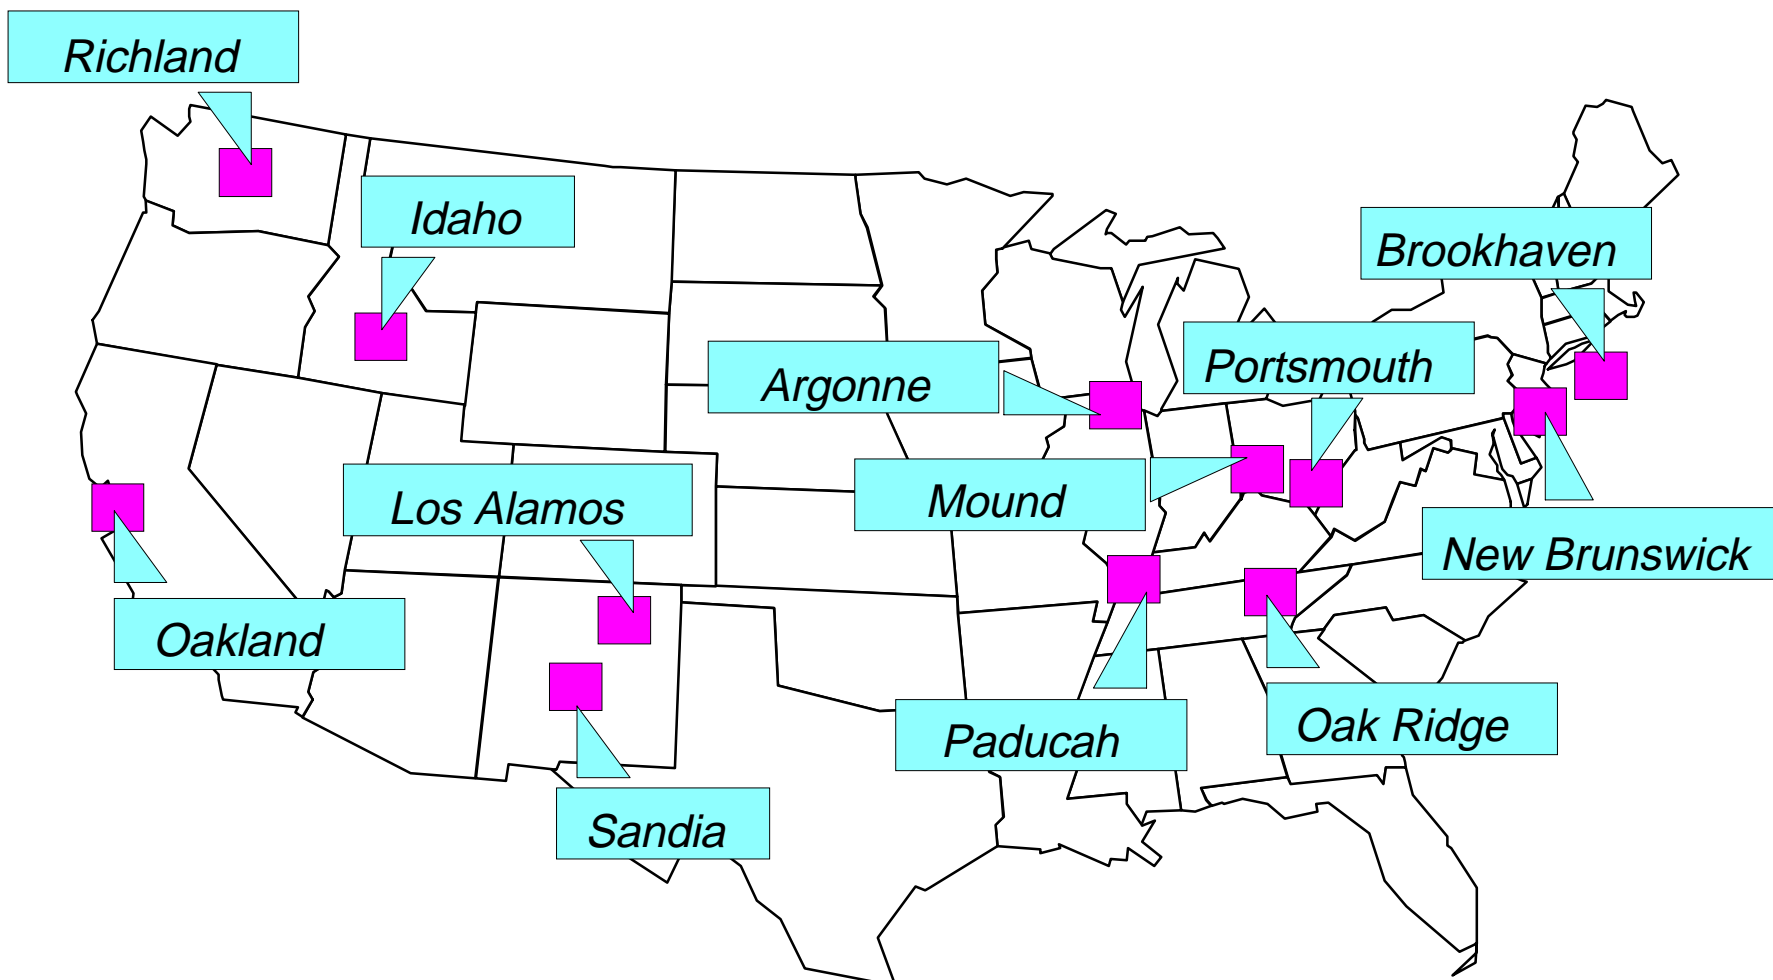 Richland
Idaho
Brookhaven
Argonne
Portsmouth
Los Alamos
Mound
New Brunswick
Oakland
Paducah
Oak Ridge
Sandia